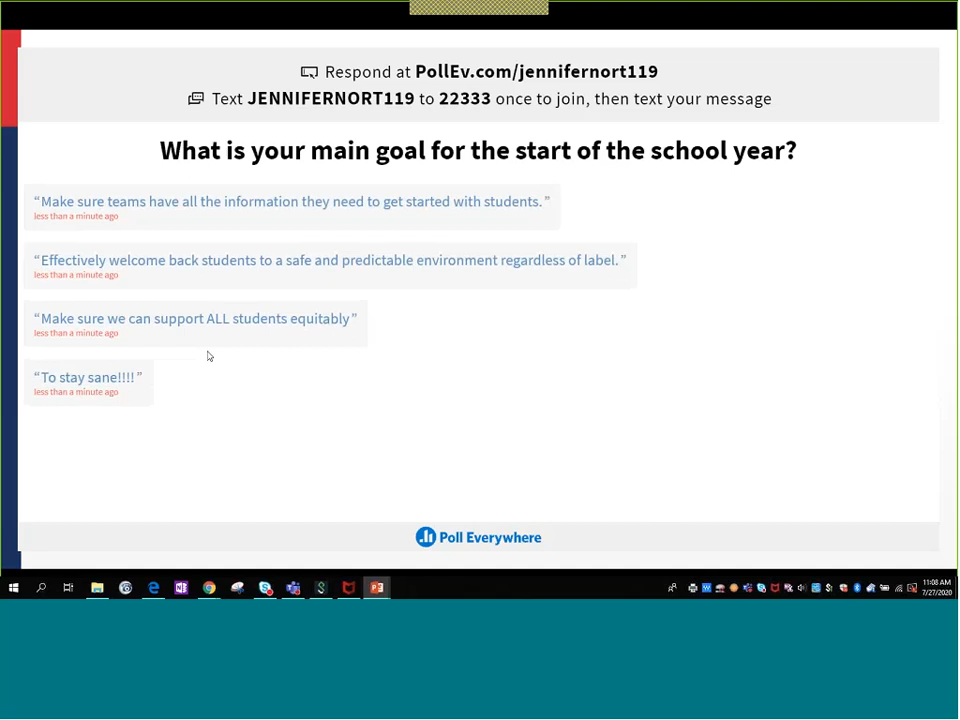 Respond at PollEv.com/jennifernort119
Text JENNIFERNORT119 to 22333 once to join, then text your message
What is your main goal for the start of the school year?
“Make sure teams have all the information they need to get started with students.”
less than a minute ago
“Effectively welcome back students to a safe and predictable environment regardless of label.”
less than a minute ago
“Make sure we can support ALL students equitably”
less than a minute ago
“To stay sane!!!!”
less than a minute ago
Poll Everywhere
11:08 AM
7/27/2020